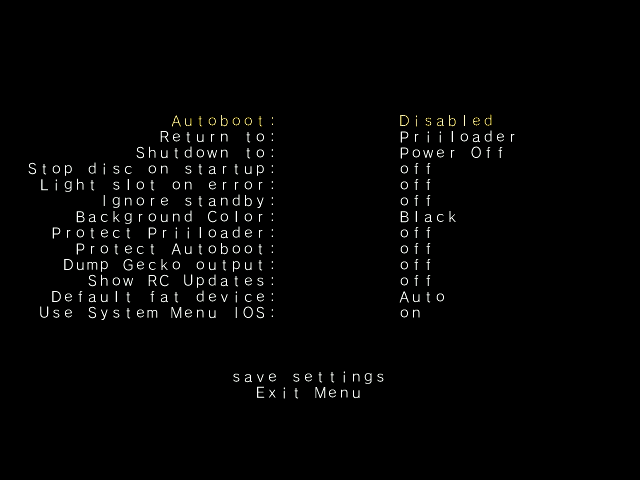 Autoboot: Disabled
Return to: Priiloader
Shutdown to: Power Off
Stop disc on startup: off
Light slot on error: off
Ignore standby: off
Background Color: Black
Protect Priiloader: off
Protect Autoboot: off
Dump Gecko output: off
Show RC Updates: off
Default fat device: Auto
Use System Menu IOS: on
save settings
Exit Menu